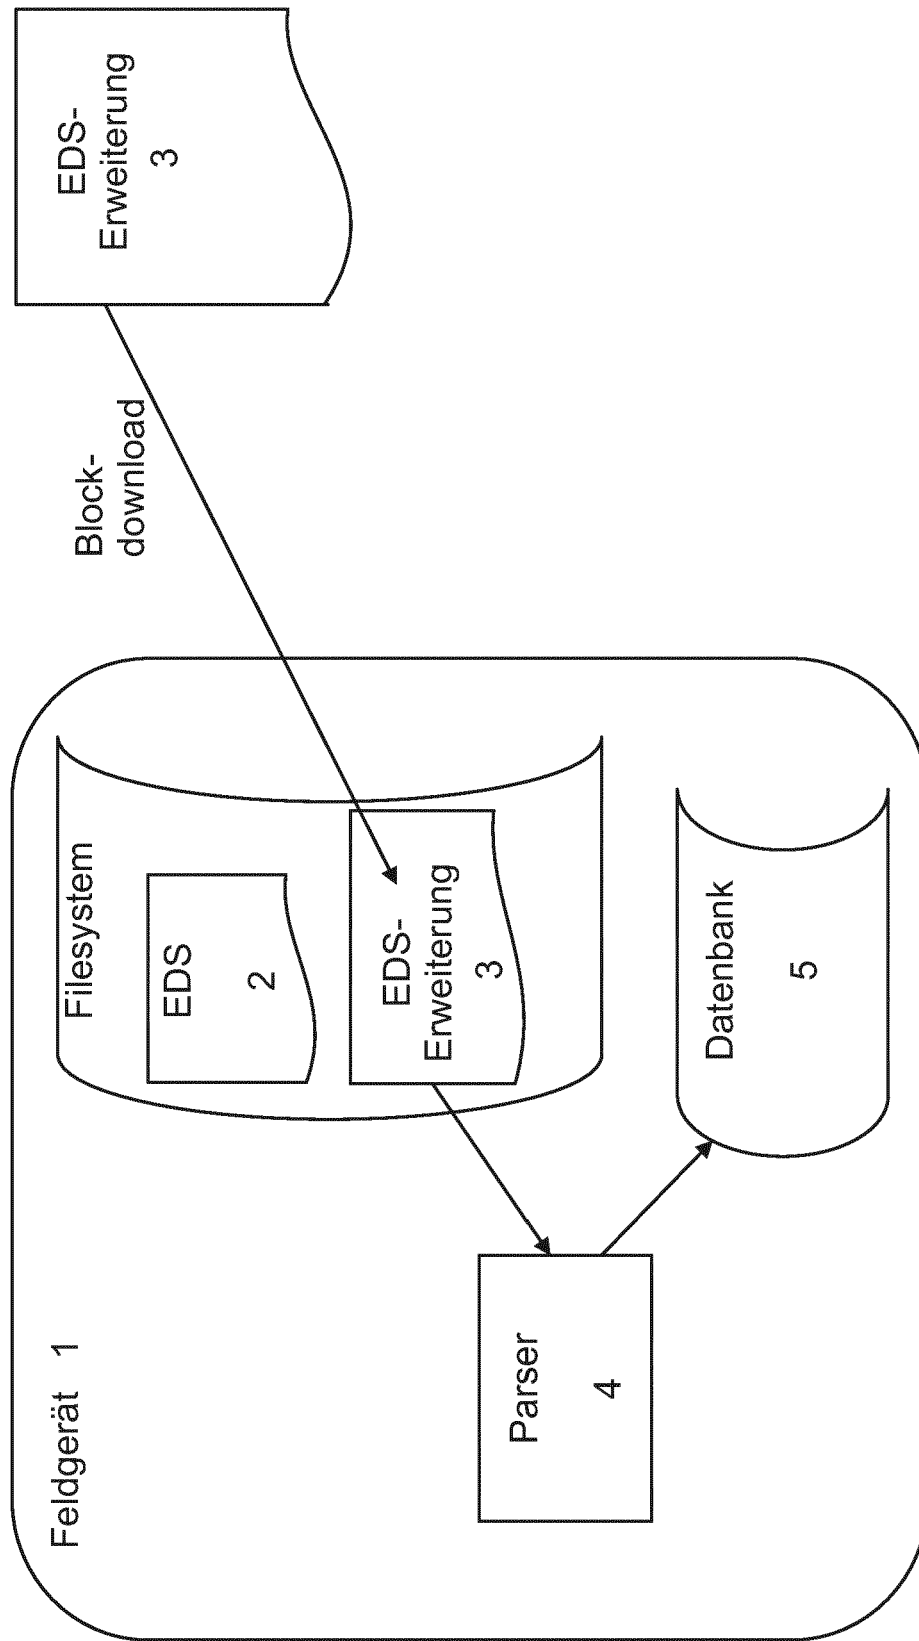 Feldgerät 1
Filesystem
EDS
2
EDS-
Erweiterung
3
Parser
4
Datenbank
5
Block-
download
EDS-
Erweiterung
3